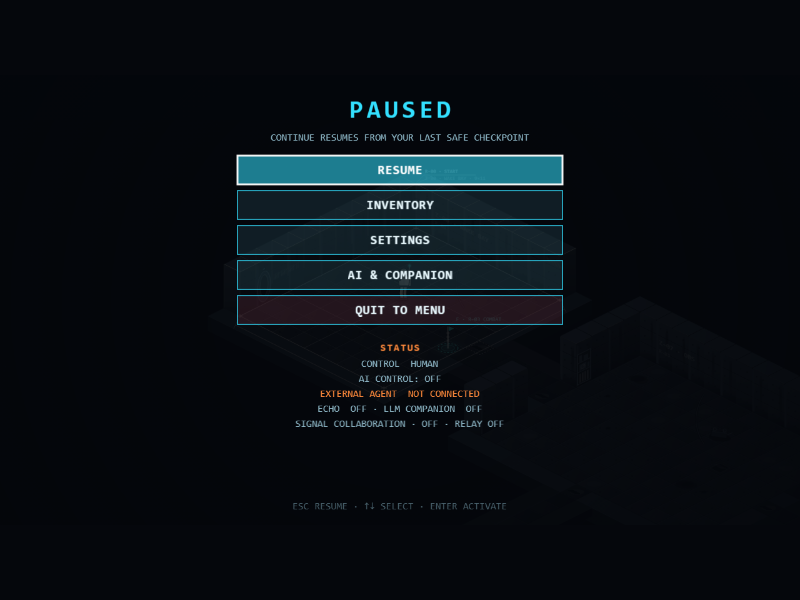 PAUSED
CONTINUE RESUMES FROM YOUR LAST SAFE CHECKPOINT
RESUME
INVENTORY
SETTINGS
AI & COMPANION
QUIT TO MENU
STATUS
CONTROL HUMAN
AI CONTROL: OFF
EXTERNAL AGENT NOT CONNECTED
ECHO OFF · LLM COMPANION OFF
SIGNAL COLLABORATION · OFF · RELAY OFF
ESC RESUME · ↑↓ SELECT · ENTER ACTIVATE